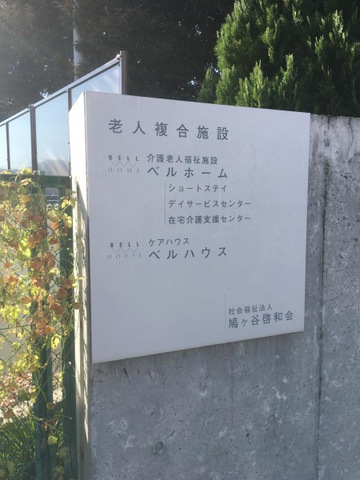 老人複合施設
BELL 介護老人福祉施設
HOME ベルホーム
ショートステイ
デイサービスセンター
在宅介護支援センター
BELL ケアハウス
HOUSE ベルハウス
社会福祉法人
鳩ヶ谷啓和会